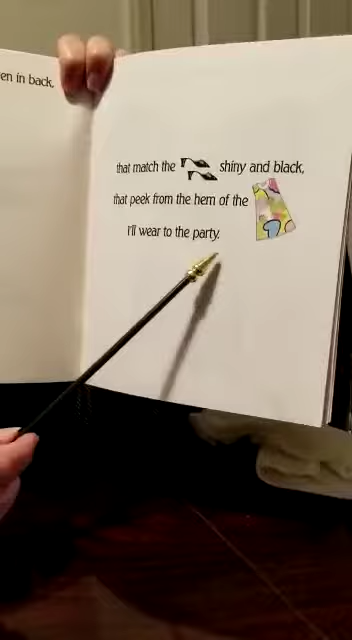 en in back,
that match the shiny and black,
that peek from the hem of the
I'll wear to the party.